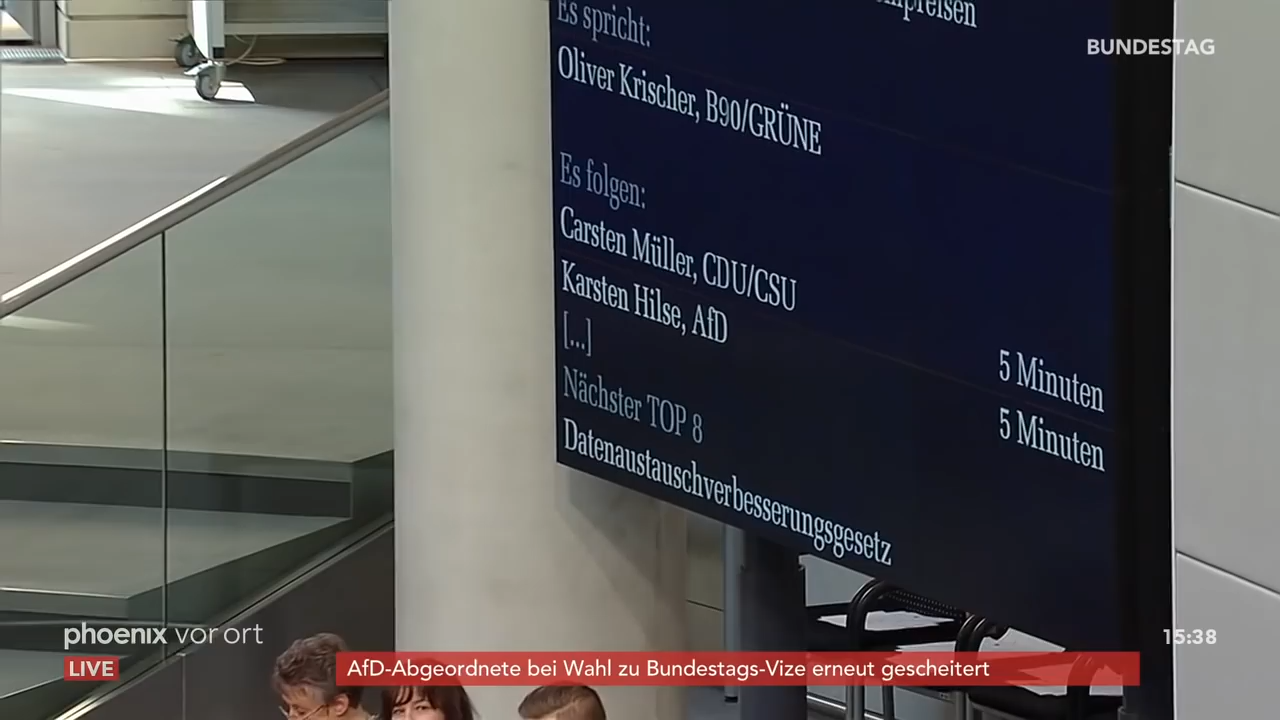 BUNDESTAG
Es spricht:
Oliver Krischer, B90/GRÜNE
Es folgen:
Carsten Müller, CDU/CSU
5 Minuten
Karsten Hilse, AfD
5 Minuten
[...]
Nächster TOP 8
Datenaustauschverbesserungsgesetz
phoenix vor ort
15:38
LIVE
AfD-Abgeordnete bei Wahl zu Bundestags-Vize erneut gescheitert